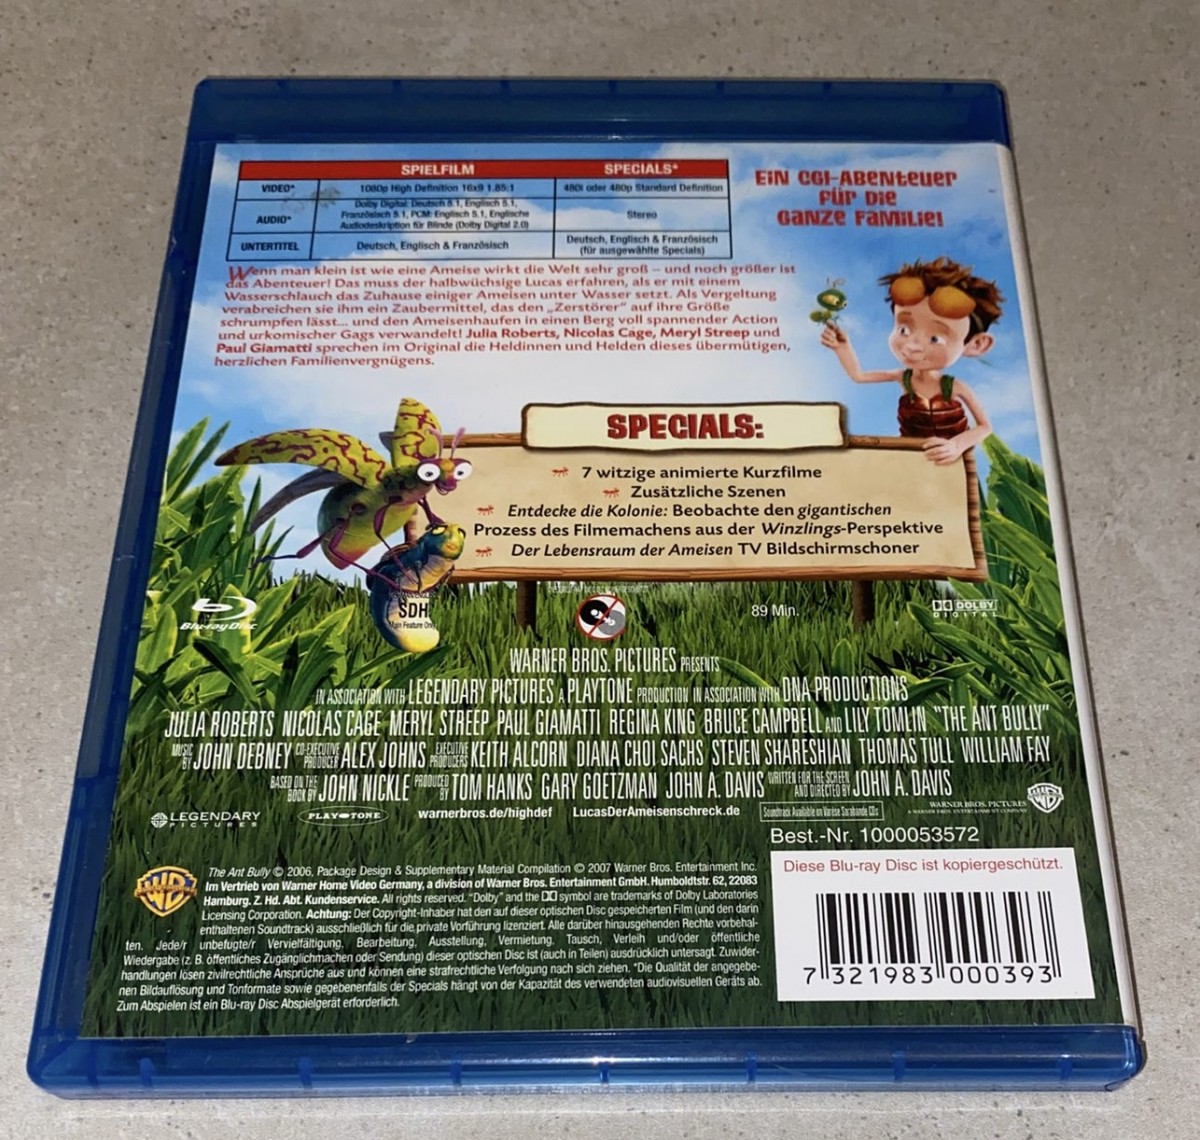 SPIELFILM SPECIALS*
VIDEO* 1080p High Definition 16x9 1.85:1 480i oder 480p Standard Definition
AUDIO* Dolby Digital: Deutsch 5.1, Englisch 5.1,
Französisch 5.1, PCM: Englisch 5.1, Englische
Audiodeskription für Blinde (Dolby Digital 2.0)
Stereo
UNTERTITEL Deutsch, Englisch & Französisch
Deutsch, Englisch & Französisch
(für ausgewählte Specials)
EiN CGI-ABENteUER
FÜR DiE
GANZE FAMiLiE!
Wenn man klein ist wie eine Ameise wirkt die Welt sehr groß – und noch größer ist
das Abenteuer! Das muss der halbwüchsige Lucas erfahren, als er mit einem
Wasserschlauch das Zuhause einiger Ameisen unter Wasser setzt. Als Vergeltung
verabreichen sie ihm ein Zaubermittel, das den „Zerstörer“ auf ihre Größe
schrumpfen lässt... und den Ameisenhaufen in einen Berg voll spannender Action
und urkomischer Gags verwandelt! Julia Roberts, Nicolas Cage, Meryl Streep und
Paul Giamatti sprechen im Original die Heldinnen und Helden dieses übermütigen,
herzlichen Familienvergnügens.
SPECIALS:
7 witzige animierte Kurzfilme
Zusätzliche Szenen
Entdecke die Kolonie: Beobachte den gigantischen
Prozess des Filmemachens aus der Winzlings-Perspektive
Der Lebensraum der Ameisen TV Bildschirmschoner
Blu-ray Disc
SDH
Main Feature Only
89 Min.
DOLBY
DIGITAL
WARNER BROS. PICTURES PRESENTS
IN ASSOCIATION WITH LEGENDARY PICTURES A PLAYTONE PRODUCTION IN ASSOCIATION WITH DNA PRODUCTIONS
JULIA ROBERTS NICOLAS CAGE MERYL STREEP PAUL GIAMATTI REGINA KING BRUCE CAMPBELL AND LILY TOMLIN "THE ANT BULLY"
MUSIC BY JOHN DEBNEY CO-EXECUTIVE PRODUCER ALEX JOHNS EXECUTIVE PRODUCERS KEITH ALCORN DIANA CHOI SACHS STEVEN SHARESHIAN THOMAS TULL WILLIAM FAY
BASED ON THE BOOK BY JOHN NICKLE PRODUCED BY TOM HANKS GARY GOETZMAN JOHN A. DAVIS WRITTEN FOR THE SCREEN AND DIRECTED BY JOHN A. DAVIS
LEGENDARY
PICTURES
PLAY-TONE
warnerbros.de/highdef LucasDerAmeisenschreck.de
Soundtrack Available on Varèse Sarabande CDs
WARNER BROS. PICTURES
A WARNER BROS. ENTERTAINMENT COMPANY
WB
Best.-Nr. 1000053572
Diese Blu-ray Disc ist kopiergeschützt.
7 321983 000393
The Ant Bully © 2006, Package Design & Supplementary Material Compilation © 2007 Warner Bros. Entertainment Inc.
Im Vertrieb von Warner Home Video Germany, a division of Warner Bros. Entertainment GmbH. Humboldtstr. 62, 22083
Hamburg. Z. Hd. Abt. Kundenservice. All rights reserved. "Dolby" and the symbol are trademarks of Dolby Laboratories
Licensing Corporation. Achtung: Der Copyright-Inhaber hat den auf dieser optischen Disc gespeicherten Film (und den darin
enthaltenen Soundtrack) ausschließlich für die private Vorführung lizenziert. Alle darüber hinausgehenden Rechte vorbehal-
ten. Jede/r unbefugte/r Vervielfältigung, Bearbeitung, Ausstellung, Vermietung, Tausch, Verleih und/oder öffentliche
Wiedergabe (z. B. öffentliches Zugänglichmachen oder Sendung) dieser optischen Disc ist (auch in Teilen) ausdrücklich untersagt. Zuwider-
handlungen lösen zivilrechtliche Ansprüche aus und können eine strafrechtliche Verfolgung nach sich ziehen. *Die Qualität der angegebe-
nen Bildauflösung und Tonformate sowie gegebenenfalls der Specials hängt von der Kapazität des verwendeten audiovisuellen Geräts ab.
Zum Abspielen ist ein Blu-ray Disc Abspielgerät erforderlich.